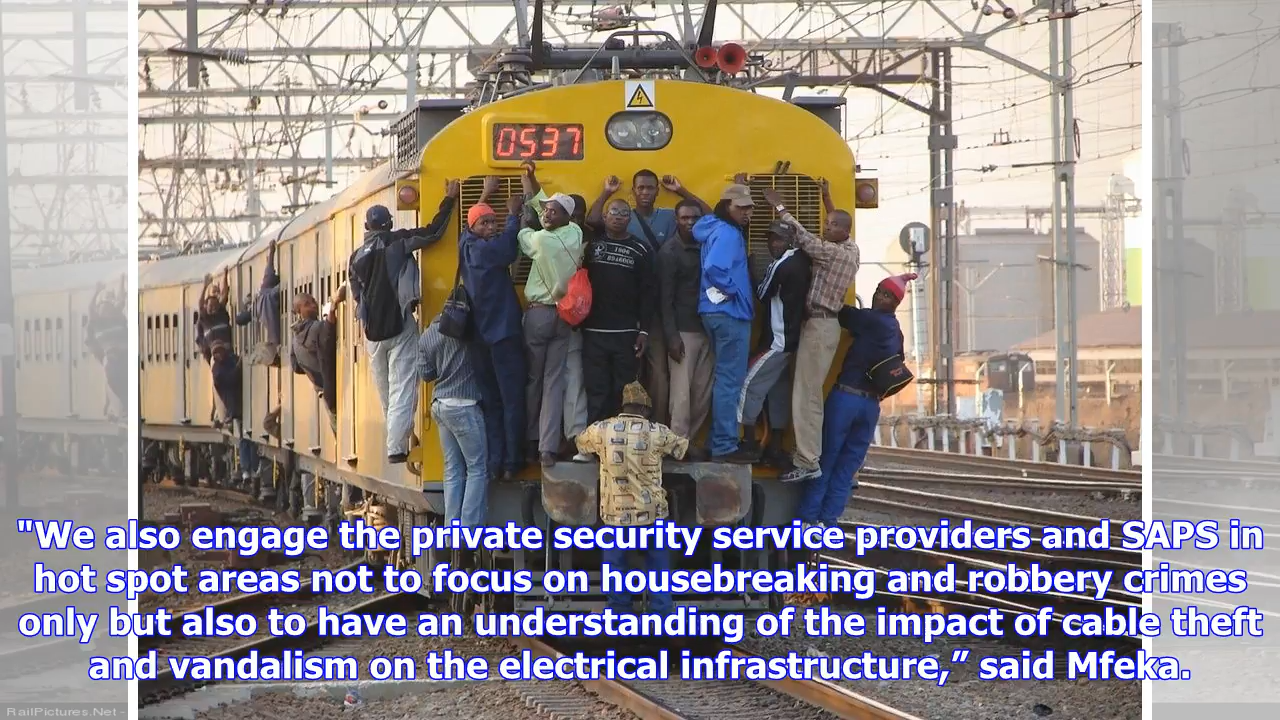 0537
1906
"We also engage the private security service providers and SAPS in
hot spot areas not to focus on housebreaking and robbery crimes
only but also to have an understanding of the impact of cable theft
and vandalism on the electrical infrastructure,” said Mfeka.
RailPictures.Net -